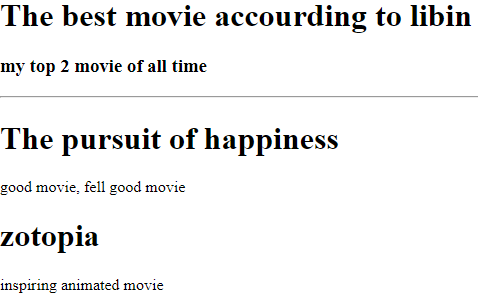 The best movie accourding to libin
my top 2 movie of all time
The pursuit of happiness
good movie, fell good movie
zotopia
inspiring animated movie